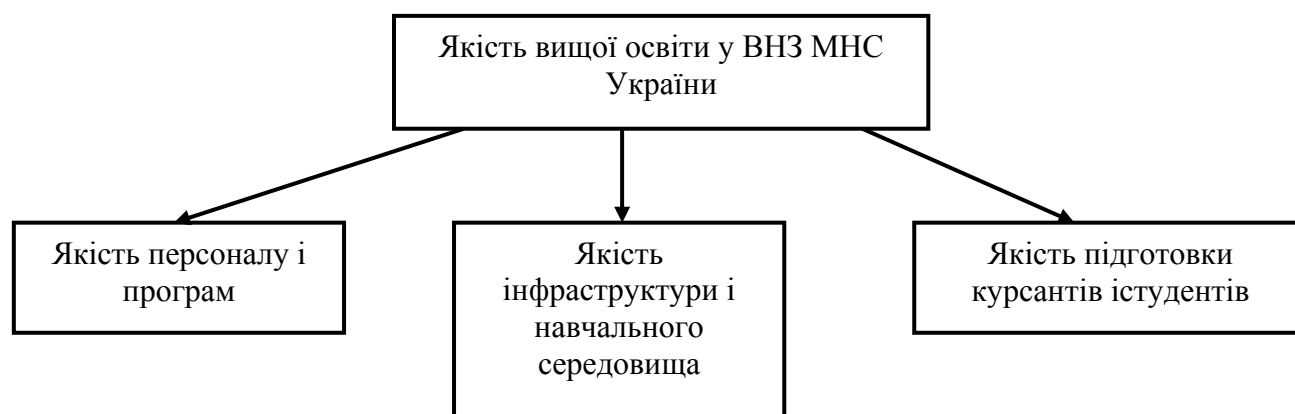 Якість вищої освіти у ВНЗ МНС
України
Якість персоналу і
програм
Якість
інфраструктури і
навчального
середовища
Якість підготовки
курсантів істудентів